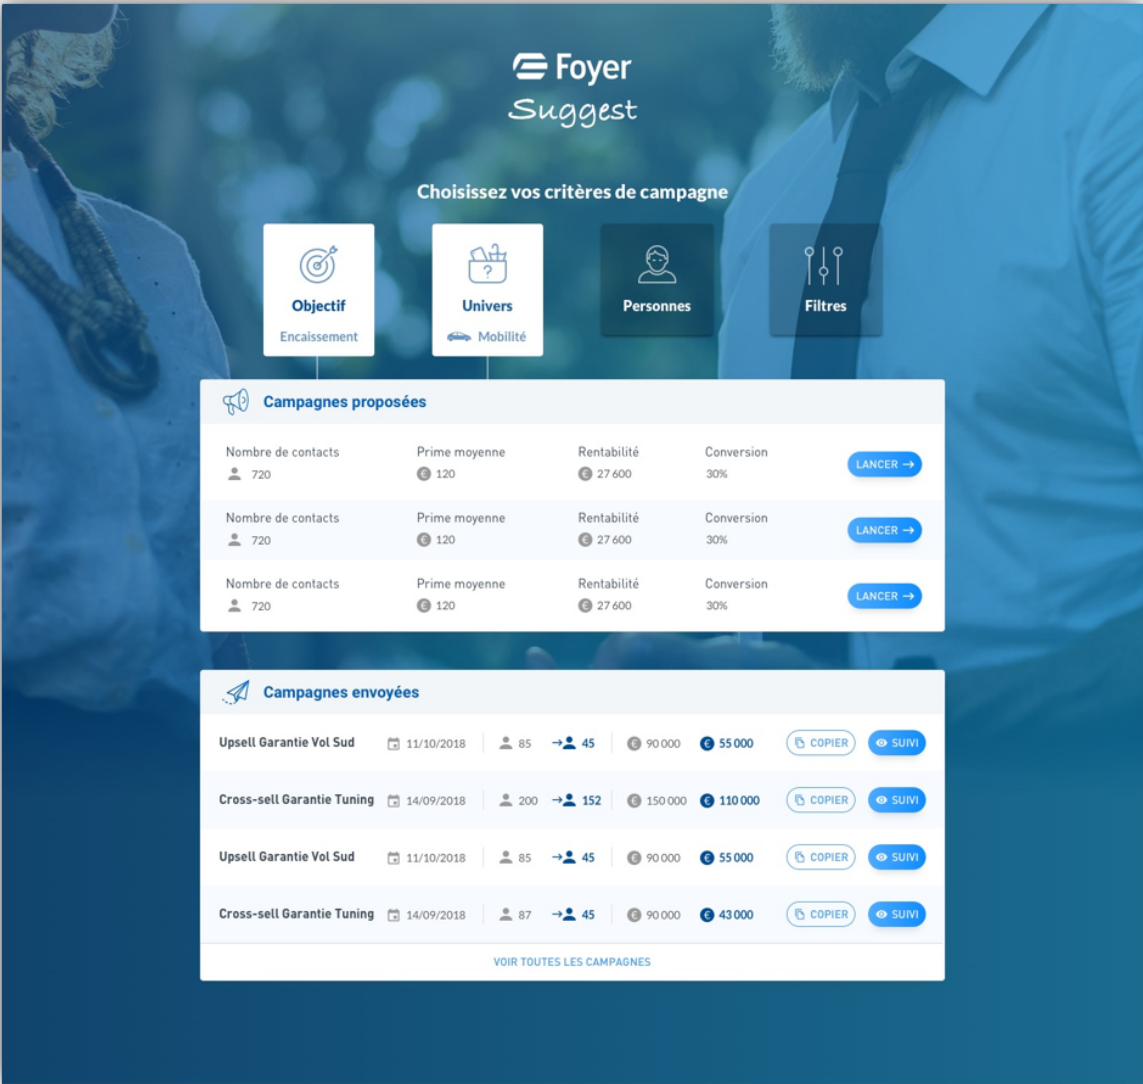 Foyer
Suggest
Choisissez vos critères de campagne
Objectif
Encaissement
?
Univers
Mobilité
Personnes
Filtres
Campagnes proposées
Nombre de contacts Prime moyenne Rentabilité Conversion
720 € 120 € 27 600 30% LANCER →
Nombre de contacts Prime moyenne Rentabilité Conversion
720 € 120 € 27 600 30% LANCER →
Nombre de contacts Prime moyenne Rentabilité Conversion
720 € 120 € 27 600 30% LANCER →
Campagnes envoyées
Upsell Garantie Vol Sud 11/10/2018 85 → 45 € 90 000 € 55 000 COPIER SUIVI
Cross-sell Garantie Tuning 14/09/2018 200 → 152 € 150 000 € 110 000 COPIER SUIVI
Upsell Garantie Vol Sud 11/10/2018 85 → 45 € 90 000 € 55 000 COPIER SUIVI
Cross-sell Garantie Tuning 14/09/2018 87 → 45 € 90 000 € 43 000 COPIER SUIVI
VOIR TOUTES LES CAMPAGNES